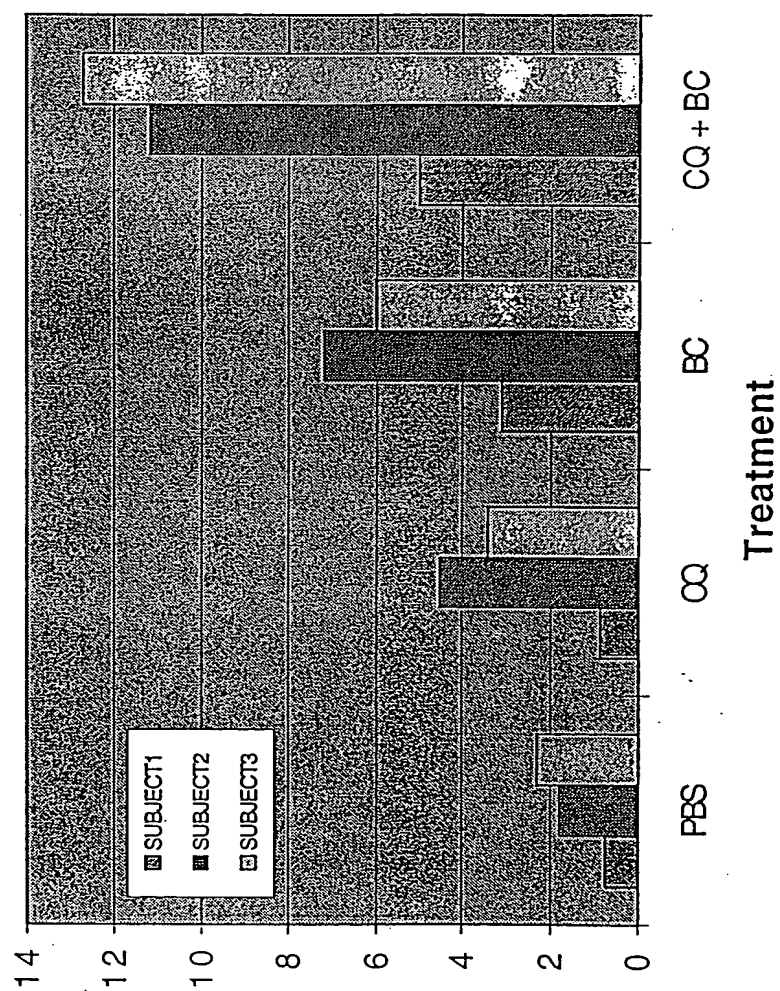 14
12
10
8
6
4
2
0
SUBJECT1
SUBJECT2
SUBJECT3
PBS
CQ
BC
CQ + BC
Treatment